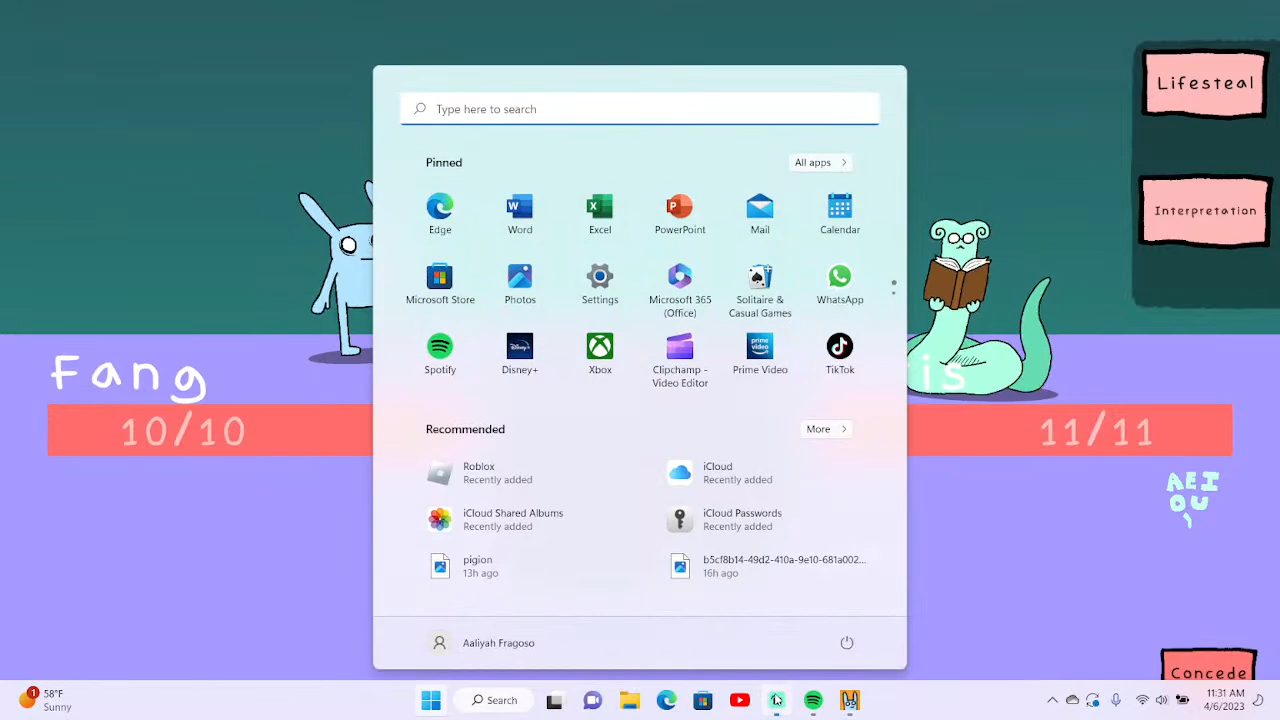 Lifesteal
Type here to search
Pinned
All apps
Edge
Word
Excel
PowerPoint
Mail
Calendar
Interpretation
Microsoft Store
Photos
Settings
Microsoft 365
(Office)
Solitaire &
Casual Games
WhatsApp
Spotify
Disney+
Xbox
Clipchamp -
Video Editor
Prime Video
TikTok
Fang
is
10/10
11/11
Recommended
More
Roblox
Recently added
iCloud
Recently added
iCloud Shared Albums
Recently added
iCloud Passwords
Recently added
pigion
13h ago
b5cf8b14-49d2-410a-9e10-681a002...
16h ago
AEI
OU
Aaliyah Fragoso
Concede
1
58°F
Sunny
Search
11:31 AM
4/6/2023